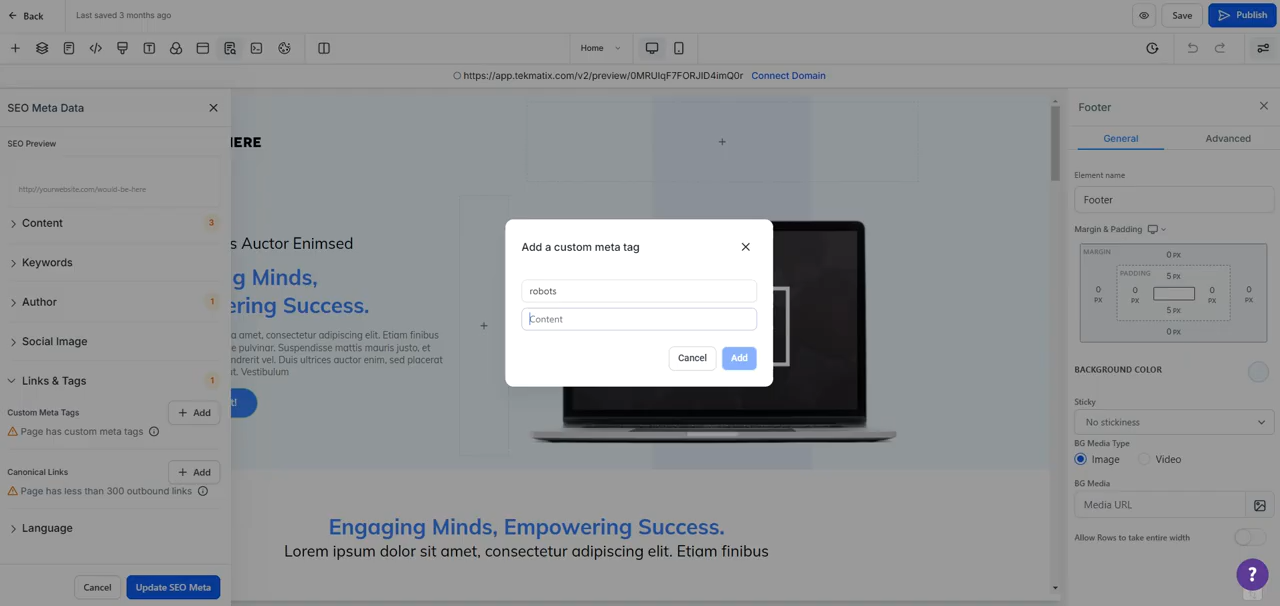 Back
Last saved 3 months ago
Save
Publish
Home
https://app.tekmatix.com/v2/preview/0MRUIqF7FORJID4imQ0r Connect Domain
SEO Meta Data
SEO Preview
http://yourwebsite.com/would-be-here
Content 3
Keywords
Author 1
Social Image
Links & Tags 1
Custom Meta Tags
+ Add
Page has custom meta tags
Canonical Links
+ Add
Page has less than 300 outbound links
Language
Cancel
Update SEO Meta
HERE
s Auctor Enimsed
g Minds,
ering Success.
a amet, consectetur adipiscing elit. Etiam finibus
e pulvinar. Suspendisse mattis mauris justo, et
ndrerit vel. Duis ultrices auctor enim, sed placerat
ut. Vestibulum
t!
Add a custom meta tag
robots
Content
Cancel
Add
Engaging Minds, Empowering Success.
Lorem ipsum dolor sit amet, consectetur adipiscing elit. Etiam finibus
Footer
General
Advanced
Element name
Footer
Margin & Padding
MARGIN
0 PX
PADDING
5 PX
0 PX
0 PX
0 PX
0 PX
5 PX
0 PX
BACKGROUND COLOR
Sticky
No stickiness
BG Media Type
Image
Video
BG Media
Media URL
Allow Rows to take entire width
?